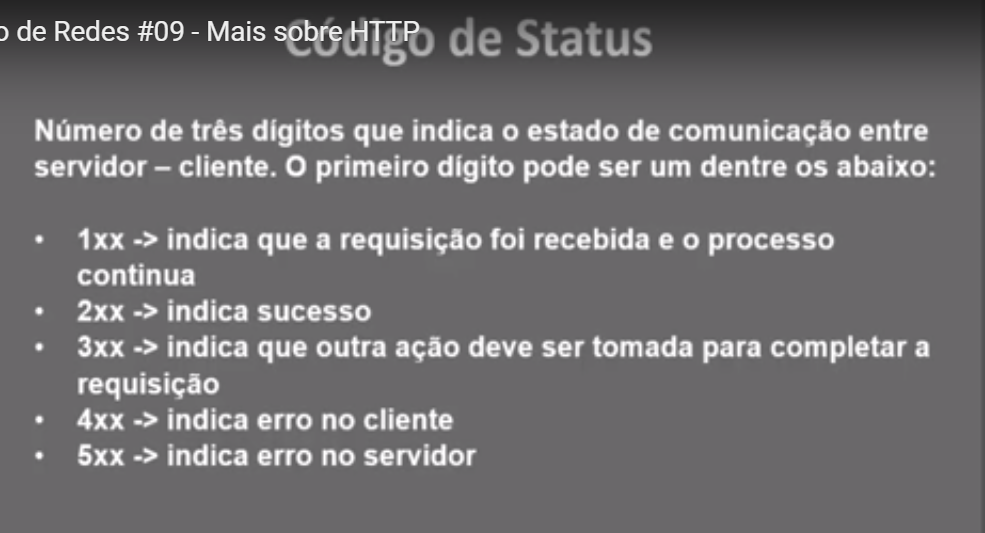 o de Redes #09 - Mais sobre HTTP
Código de Status
Número de três dígitos que indica o estado de comunicação entre
servidor – cliente. O primeiro dígito pode ser um dentre os abaixo:
• 1xx -> indica que a requisição foi recebida e o processo
continua
• 2xx -> indica sucesso
• 3xx -> indica que outra ação deve ser tomada para completar a
requisição
• 4xx -> indica erro no cliente
• 5xx -> indica erro no servidor